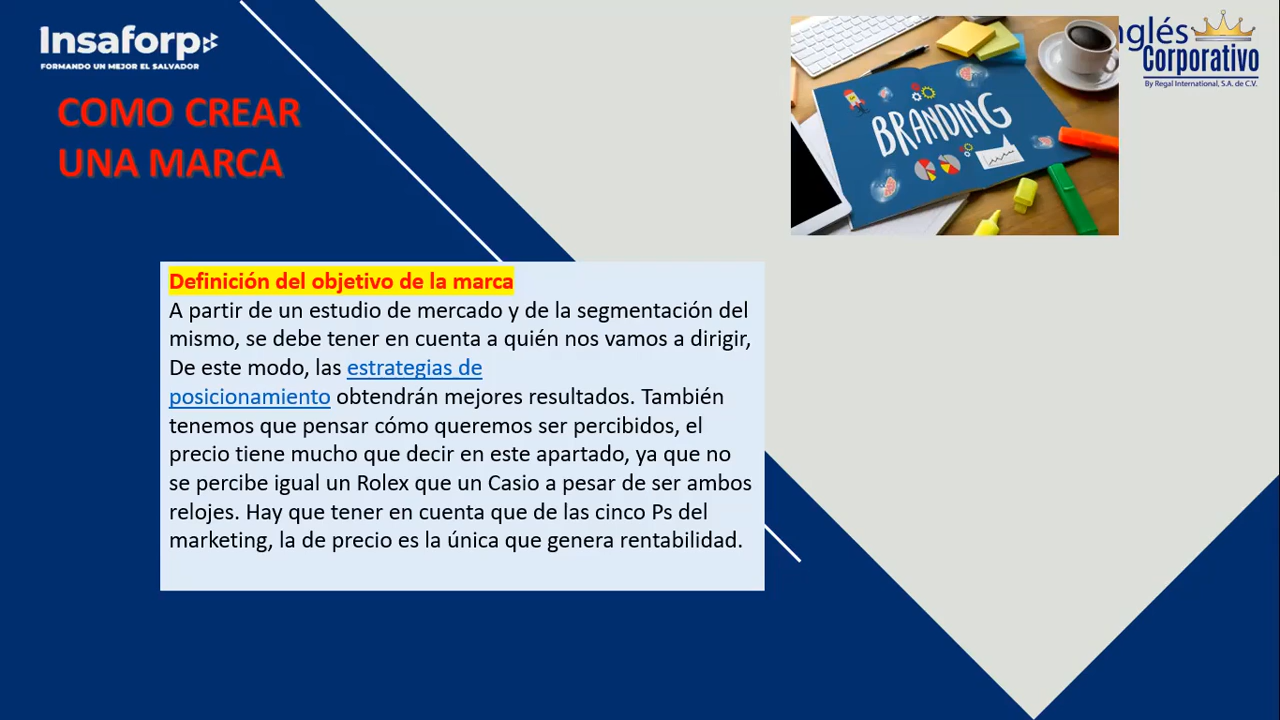 Insaforp
FORMANDO UN MEJOR EL SALVADOR
COMO CREAR
UNA MARCA
BRANDING
nglés
Corporativo
By Regal International, S.A. de C.V.
Definición del objetivo de la marca
A partir de un estudio de mercado y de la segmentación del
mismo, se debe tener en cuenta a quién nos vamos a dirigir,
De este modo, las estrategias de
posicionamiento obtendrán mejores resultados. También
tenemos que pensar cómo queremos ser percibidos, el
precio tiene mucho que decir en este apartado, ya que no
se percibe igual un Rolex que un Casio a pesar de ser ambos
relojes. Hay que tener en cuenta que de las cinco Ps del
marketing, la de precio es la única que genera rentabilidad.